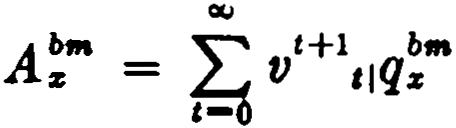 $A_x^{bm} = \sum_{t=0}^{\infty} v^{t+1} {}_{t|}q_x^{bm}$